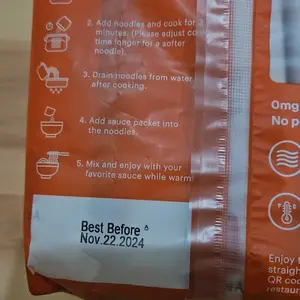 2. Add noodles and cook for 3
minutes. (Please adjust
time longer for a softer
noodle).
3. Drain noodles from water
after cooking.
4. Add sauce packet into
the noodles.
5. Mix and enjoy with your
favorite sauce while warm
Best Before
Nov.22.2024
Omg
No p
Enjoy t
straigh
QR co
restaur